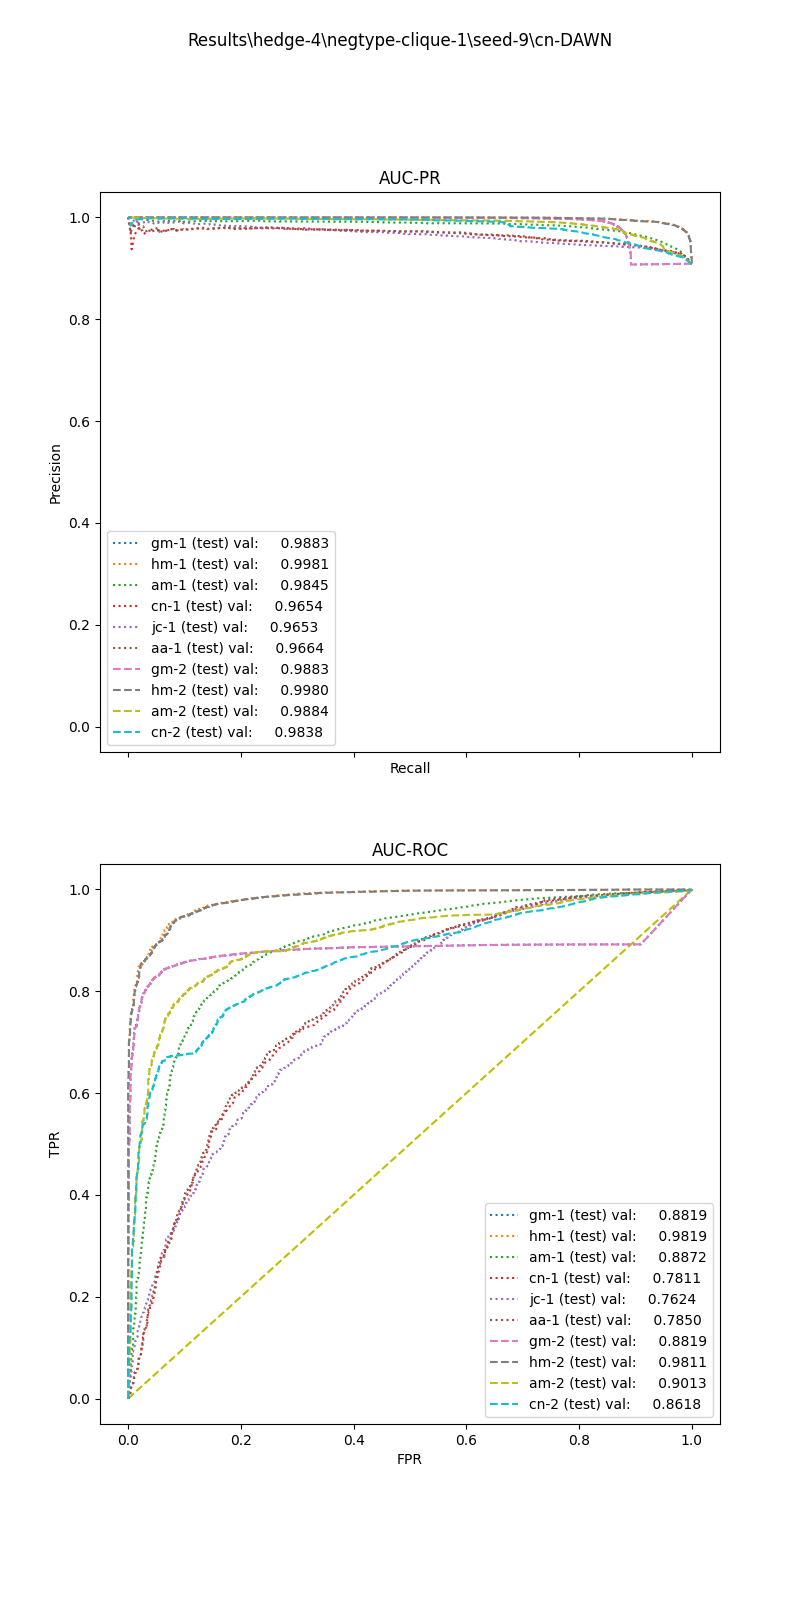 Results\hedge-4\negtype-clique-1\seed-9\cn-DAWN
AUC-PR
1.0
0.8
0.6
0.4
0.2
0.0
Precision
gm-1 (test) val: 0.9883
hm-1 (test) val: 0.9981
am-1 (test) val: 0.9845
cn-1 (test) val: 0.9654
jc-1 (test) val: 0.9653
aa-1 (test) val: 0.9664
gm-2 (test) val: 0.9883
hm-2 (test) val: 0.9980
am-2 (test) val: 0.9884
cn-2 (test) val: 0.9838
Recall
AUC-ROC
1.0
0.8
0.6
0.4
0.2
0.0
TPR
gm-1 (test) val: 0.8819
hm-1 (test) val: 0.9819
am-1 (test) val: 0.8872
cn-1 (test) val: 0.7811
jc-1 (test) val: 0.7624
aa-1 (test) val: 0.7850
gm-2 (test) val: 0.8819
hm-2 (test) val: 0.9811
am-2 (test) val: 0.9013
cn-2 (test) val: 0.8618
0.0 0.2 0.4 0.6 0.8 1.0
FPR